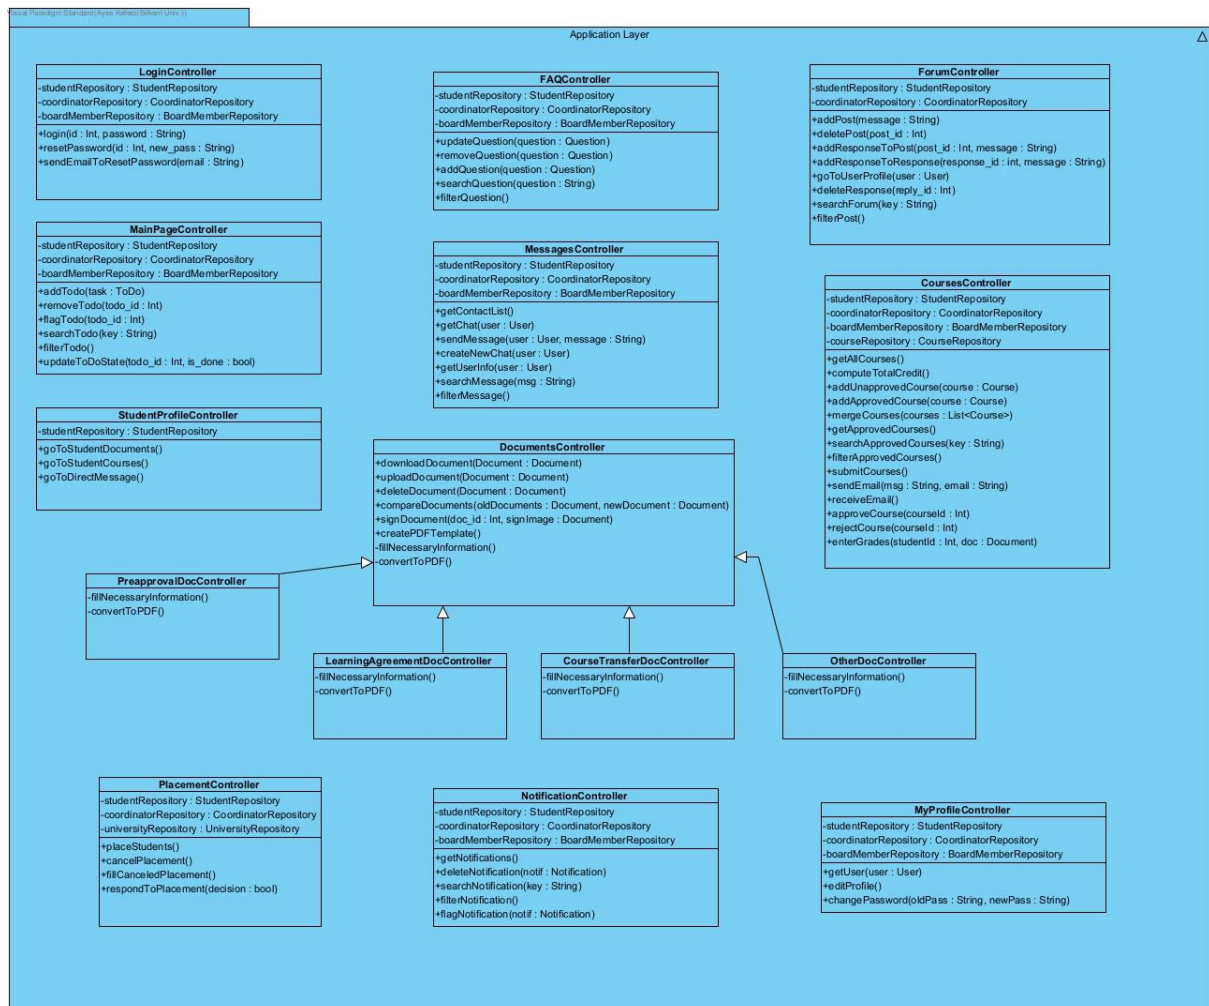 Visual Paradigm Standard(Ayse Kelleci(Bilkent Univ.))
Application Layer
LoginController
-studentRepository : StudentRepository
-coordinatorRepository : CoordinatorRepository
-boardMemberRepository : BoardMemberRepository
+login(id : Int, password : String)
+resetPassword(id : Int, new_pass : String)
+sendEmailToResetPassword(email : String)
FAQController
-studentRepository : StudentRepository
-coordinatorRepository : CoordinatorRepository
-boardMemberRepository : BoardMemberRepository
+updateQuestion(question : Question)
+removeQuestion(question : Question)
+addQuestion(question : Question)
+searchQuestion(question : String)
+filterQuestion()
ForumController
-studentRepository : StudentRepository
-coordinatorRepository : CoordinatorRepository
+addPost(message : String)
+deletePost(post_id : Int)
+addResponseToPost(post_id : Int, message : String)
+addResponseToResponse(response_id : int, message : String)
+goToUserProfile(user : User)
+deleteResponse(reply_id : Int)
+searchForum(key : String)
+filterPost()
MainPageController
-studentRepository : StudentRepository
-coordinatorRepository : CoordinatorRepository
-boardMemberRepository : BoardMemberRepository
+addTodo(task : ToDo)
+removeTodo(todo_id : Int)
+flagTodo(todo_id : Int)
+searchTodo(key : String)
+filterTodo()
+updateToDoState(todo_id : Int, is_done : bool)
MessagesController
-studentRepository : StudentRepository
-coordinatorRepository : CoordinatorRepository
-boardMemberRepository : BoardMemberRepository
+getContactList()
+getChat(user : User)
+sendMessage(user : User, message : String)
+createNewChat(user : User)
+getUserInfo(user : User)
+searchMessage(msg : String)
+filterMessage()
CoursesController
-studentRepository : StudentRepository
-coordinatorRepository : CoordinatorRepository
-boardMemberRepository : BoardMemberRepository
-courseRepository : CourseRepository
+getAllCourses()
+computeTotalCredit()
+addUnapprovedCourse(course : Course)
+addApprovedCourse(course : Course)
+mergeCourses(courses : List<Course>)
+getApprovedCourses()
+searchApprovedCourses(key : String)
+filterApprovedCourses()
+submitCourses()
+sendEmail(msg : String, email : String)
+receiveEmail()
+approveCourse(courseId : Int)
+rejectCourse(courseId : Int)
+enterGrades(studentId : Int, doc : Document)
StudentProfileController
-studentRepository : StudentRepository
+goToStudentDocuments()
+goToStudentCourses()
+goToDirectMessage()
DocumentsController
+downloadDocument(Document : Document)
+uploadDocument(Document : Document)
+deleteDocument(Document : Document)
+compareDocuments(oldDocuments : Document, newDocument : Document)
+signDocument(doc_id : Int, signImage : Document)
+createPDFTemplate()
-fillNecessaryInformation()
-convertToPDF()
PreapprovalDocController
-fillNecessaryInformation()
-convertToPDF()
LearningAgreementDocController
-fillNecessaryInformation()
-convertToPDF()
CourseTransferDocController
-fillNecessaryInformation()
-convertToPDF()
OtherDocController
-fillNecessaryInformation()
-convertToPDF()
PlacementController
-studentRepository : StudentRepository
-coordinatorRepository : CoordinatorRepository
-universityRepository : UniversityRepository
+placeStudents()
+cancelPlacement()
+fillCanceledPlacement()
+respondToPlacement(decision : bool)
NotificationController
-studentRepository : StudentRepository
-coordinatorRepository : CoordinatorRepository
-boardMemberRepository : BoardMemberRepository
+getNotifications()
+deleteNotification(notif : Notification)
+searchNotification(key : String)
+filterNotification()
+flagNotification(notif : Notification)
MyProfileController
-studentRepository : StudentRepository
-coordinatorRepository : CoordinatorRepository
-boardMemberRepository : BoardMemberRepository
+getUser(user : User)
+editProfile()
+changePassword(oldPass : String, newPass : String)